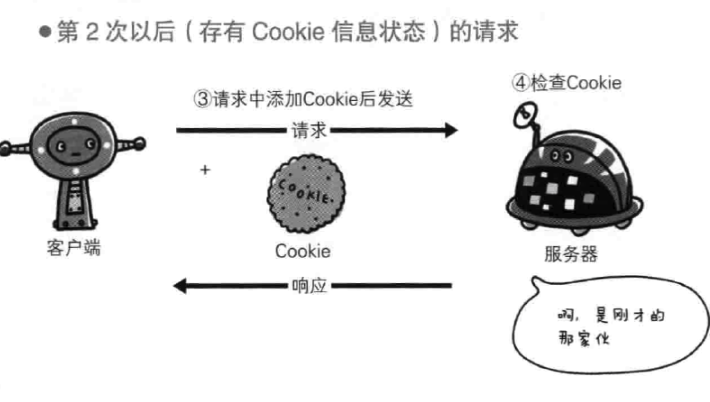 ●第 2 次以后（存有 Cookie 信息状态）的请求
③请求中添加Cookie后发送
④检查Cookie
请求
+
COOKIE.
客户端
Cookie
服务器
响应
啊，是刚才的
那家伙